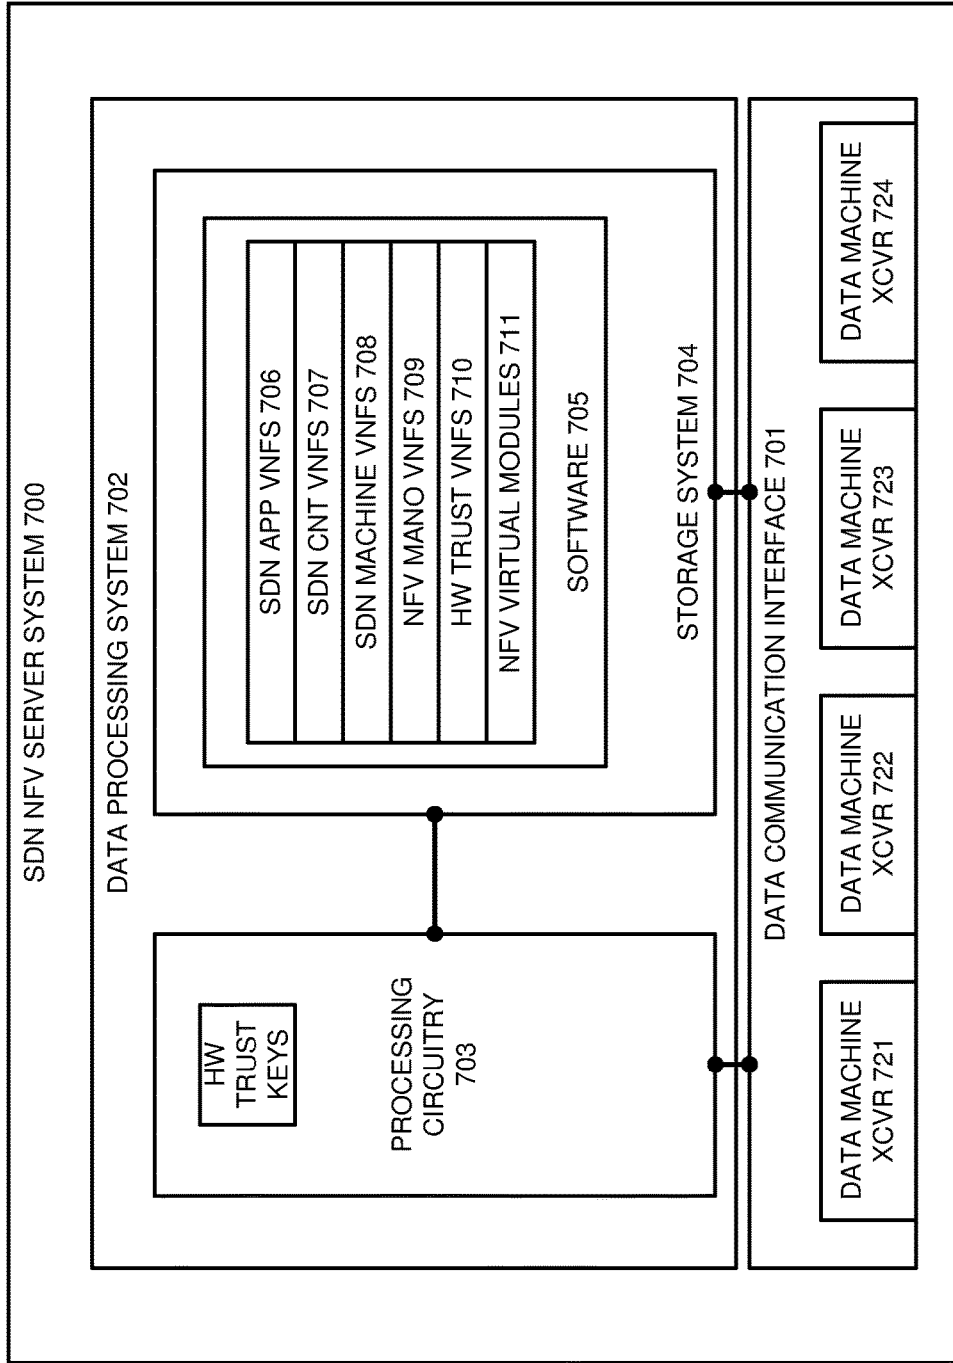 SDN NFV SERVER SYSTEM 700
DATA PROCESSING SYSTEM 702
HW
TRUST
KEYS
PROCESSING
CIRCUITRY
703
SDN APP VNFS 706
SDN CNT VNFS 707
SDN MACHINE VNFS 708
NFV MANO VNFS 709
HW TRUST VNFS 710
NFV VIRTUAL MODULES 711
SOFTWARE 705
STORAGE SYSTEM 704
DATA COMMUNICATION INTERFACE 701
DATA MACHINE
XCVR 721
DATA MACHINE
XCVR 722
DATA MACHINE
XCVR 723
DATA MACHINE
XCVR 724